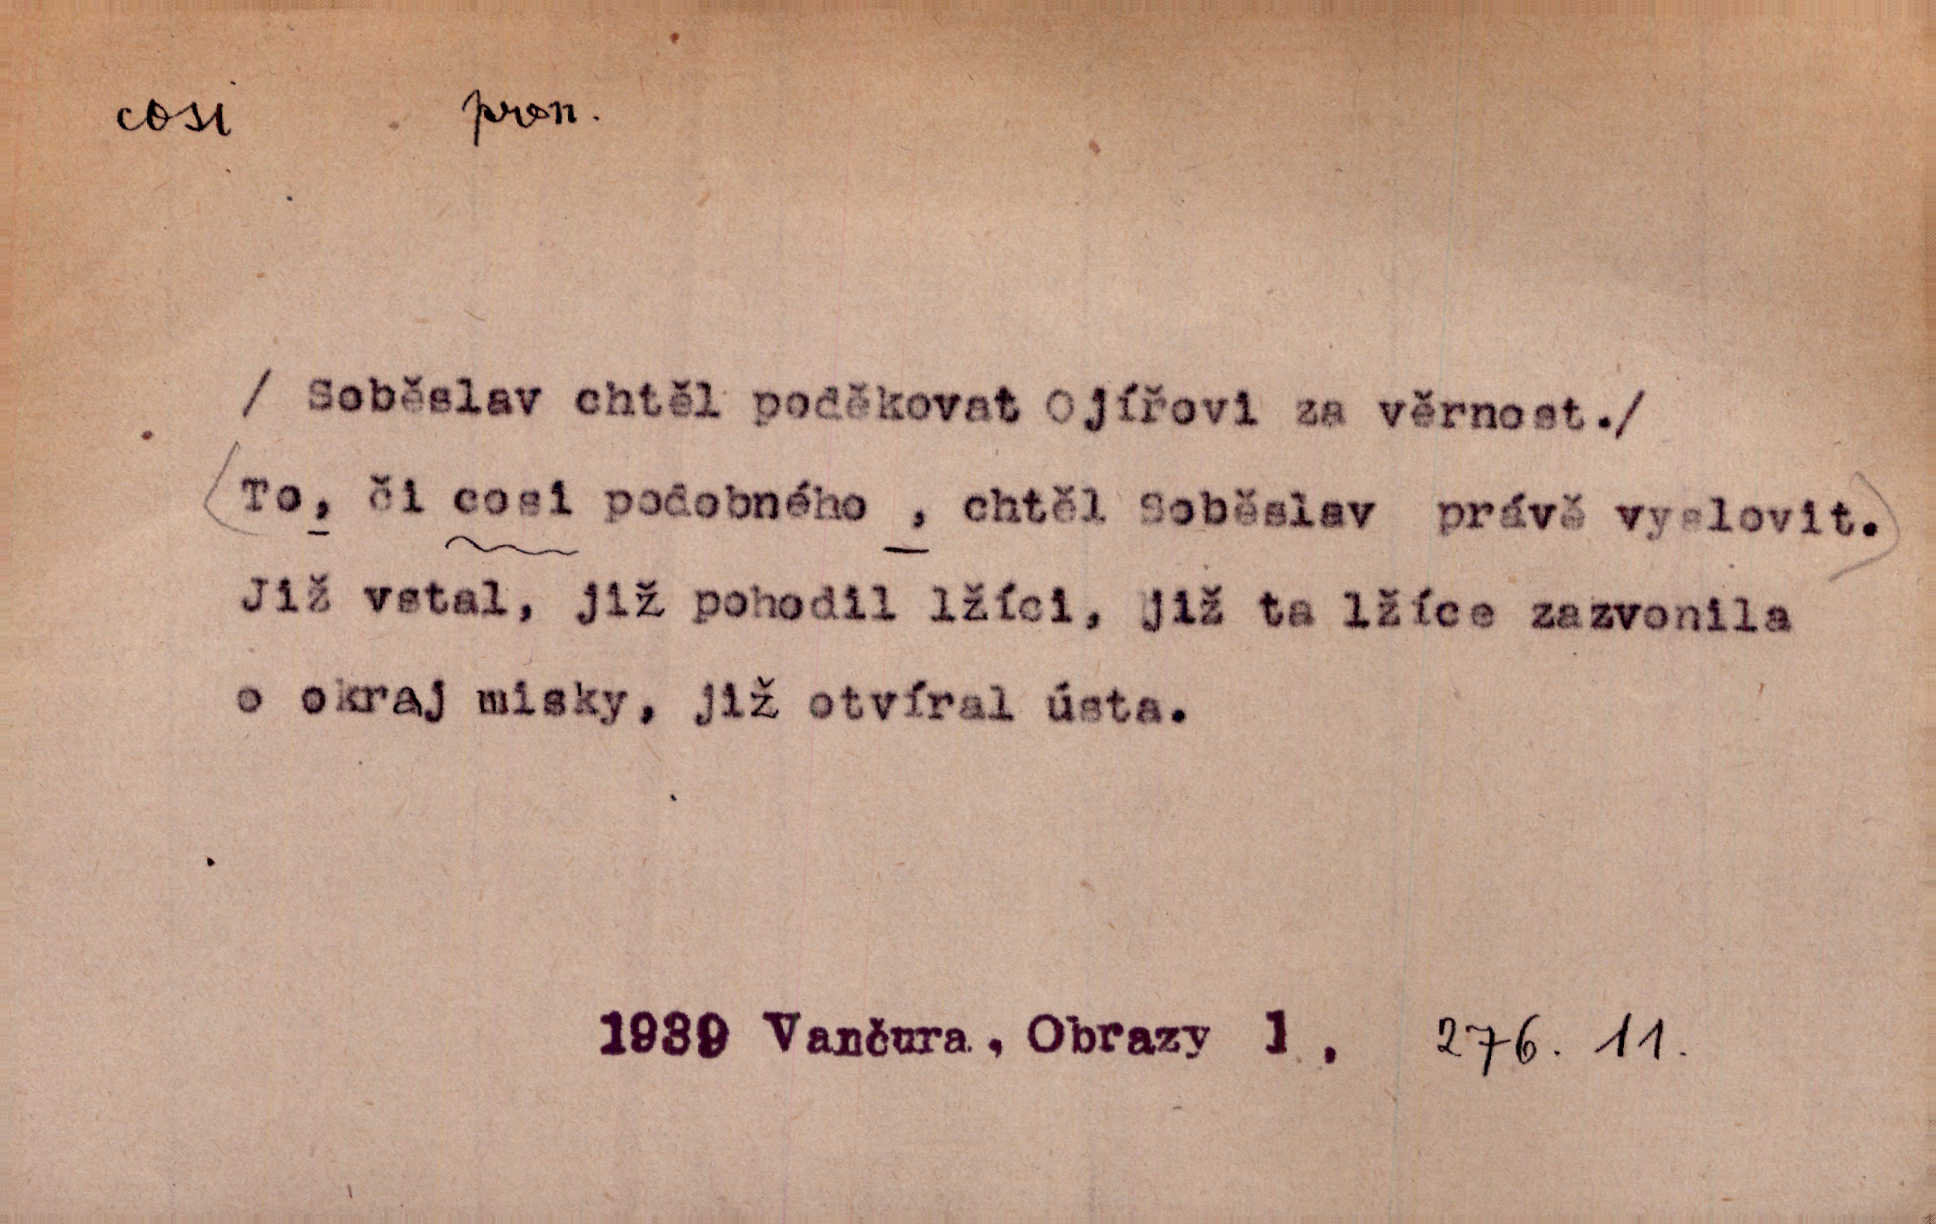 cosi pron.
/ Soběslav chtěl poděkovat Ojířovi za věrnost./
(To, či cosi podobného , chtěl Soběslav právě vyslovit.)
Již vstal, již pohodil lžíci, již ta lžíce zazvonila
o okraj misky, již otvíral ústa.
1939 Vančura, Obrazy 1, 276. 11.